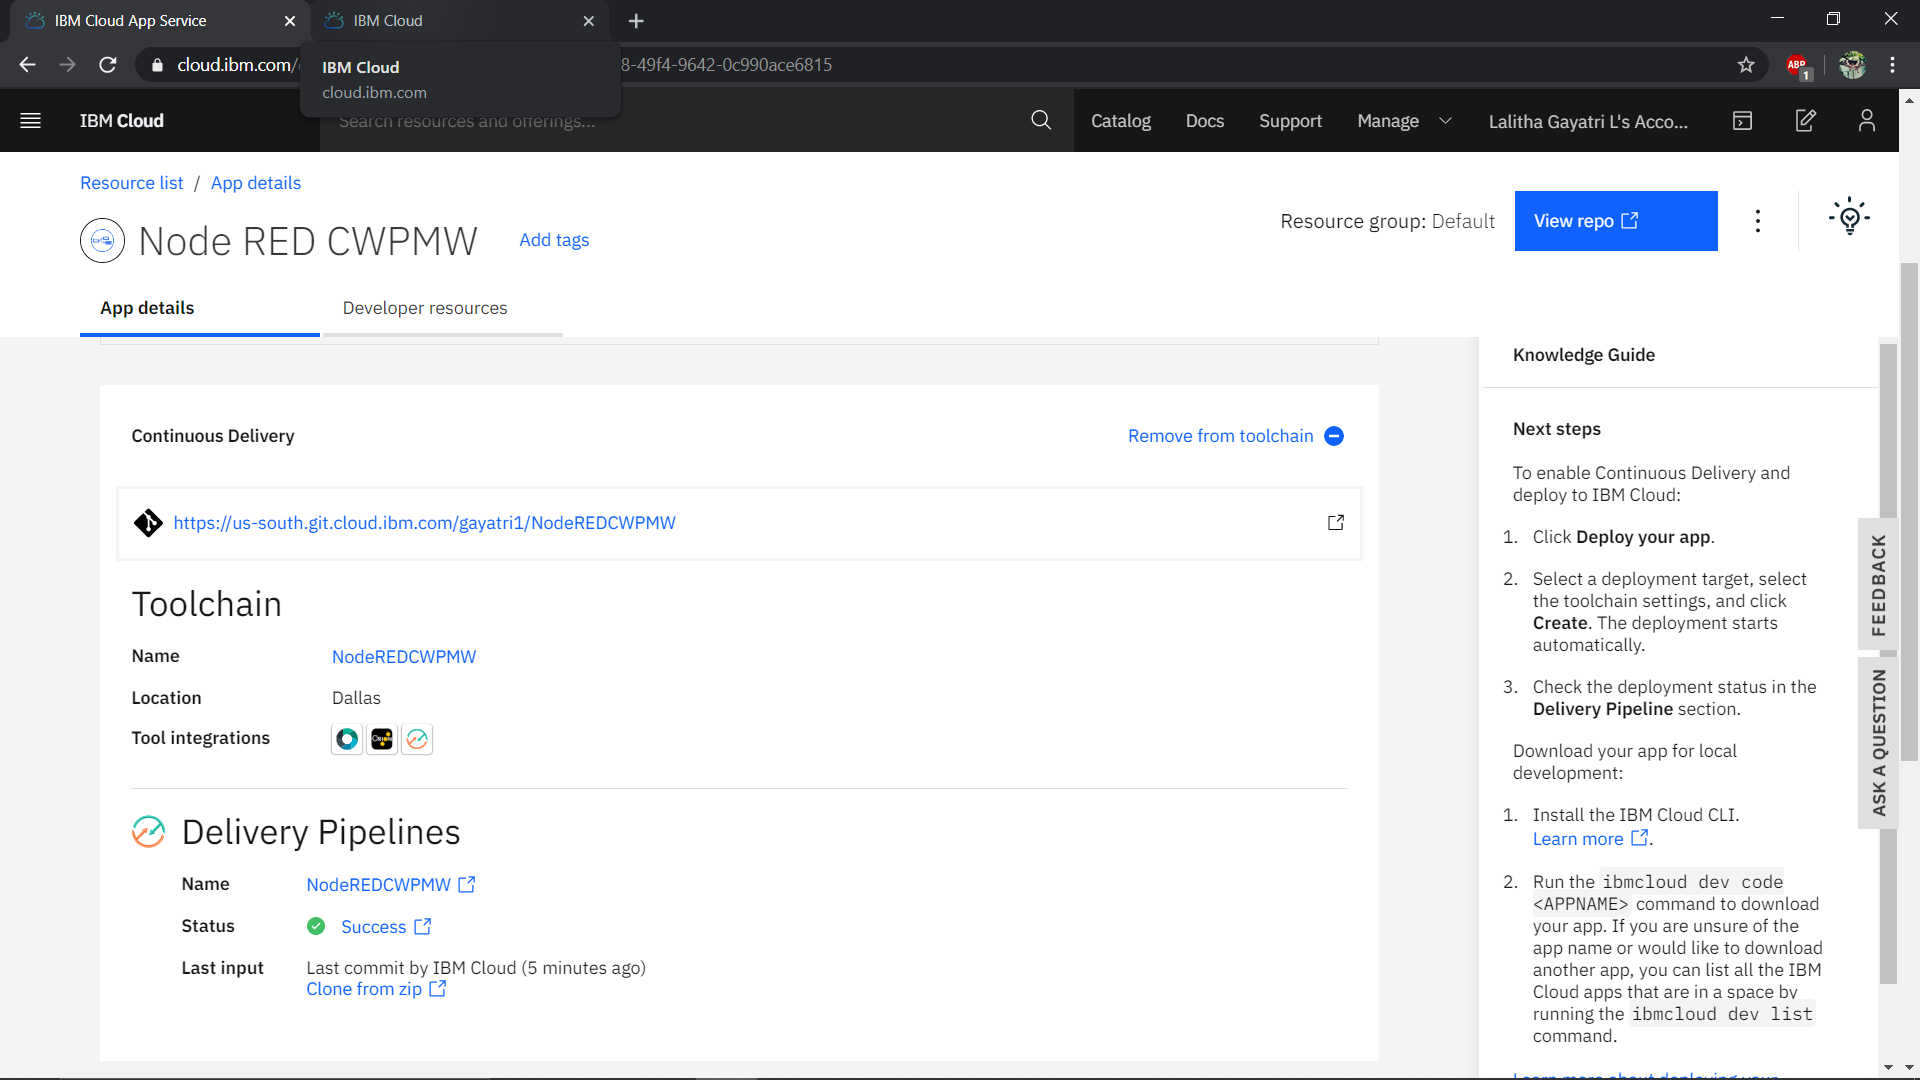 IBM Cloud App Service
IBM Cloud
IBM Cloud
cloud.ibm.com
cloud.ibm.com/
8-49f4-9642-0c990ace6815
ABP
1
IBM Cloud
Search resources and offerings...
Catalog
Docs
Support
Manage
Lalitha Gayatri L's Acco...
Resource list / App details
Node RED CWPMW
Add tags
Resource group: Default
View repo
App details
Developer resources
Continuous Delivery
Remove from toolchain
https://us-south.git.cloud.ibm.com/gayatri1/NodeREDCWPMW
Toolchain
Name
NodeREDCWPMW
Location
Dallas
Tool integrations
ORION
Delivery Pipelines
Name
NodeREDCWPMW
Status
Success
Last input
Last commit by IBM Cloud (5 minutes ago)
Clone from zip
Knowledge Guide
Next steps
To enable Continuous Delivery and
deploy to IBM Cloud:
1. Click Deploy your app.
2. Select a deployment target, select
the toolchain settings, and click
Create. The deployment starts
automatically.
3. Check the deployment status in the
Delivery Pipeline section.
Download your app for local
development:
1. Install the IBM Cloud CLI.
Learn more.
2. Run the ibmcloud dev code
<APPNAME> command to download
your app. If you are unsure of the
app name or would like to download
another app, you can list all the IBM
Cloud apps that are in a space by
running the ibmcloud dev list
command.
Learn more about deploying your
FEEDBACK
ASK A QUESTION